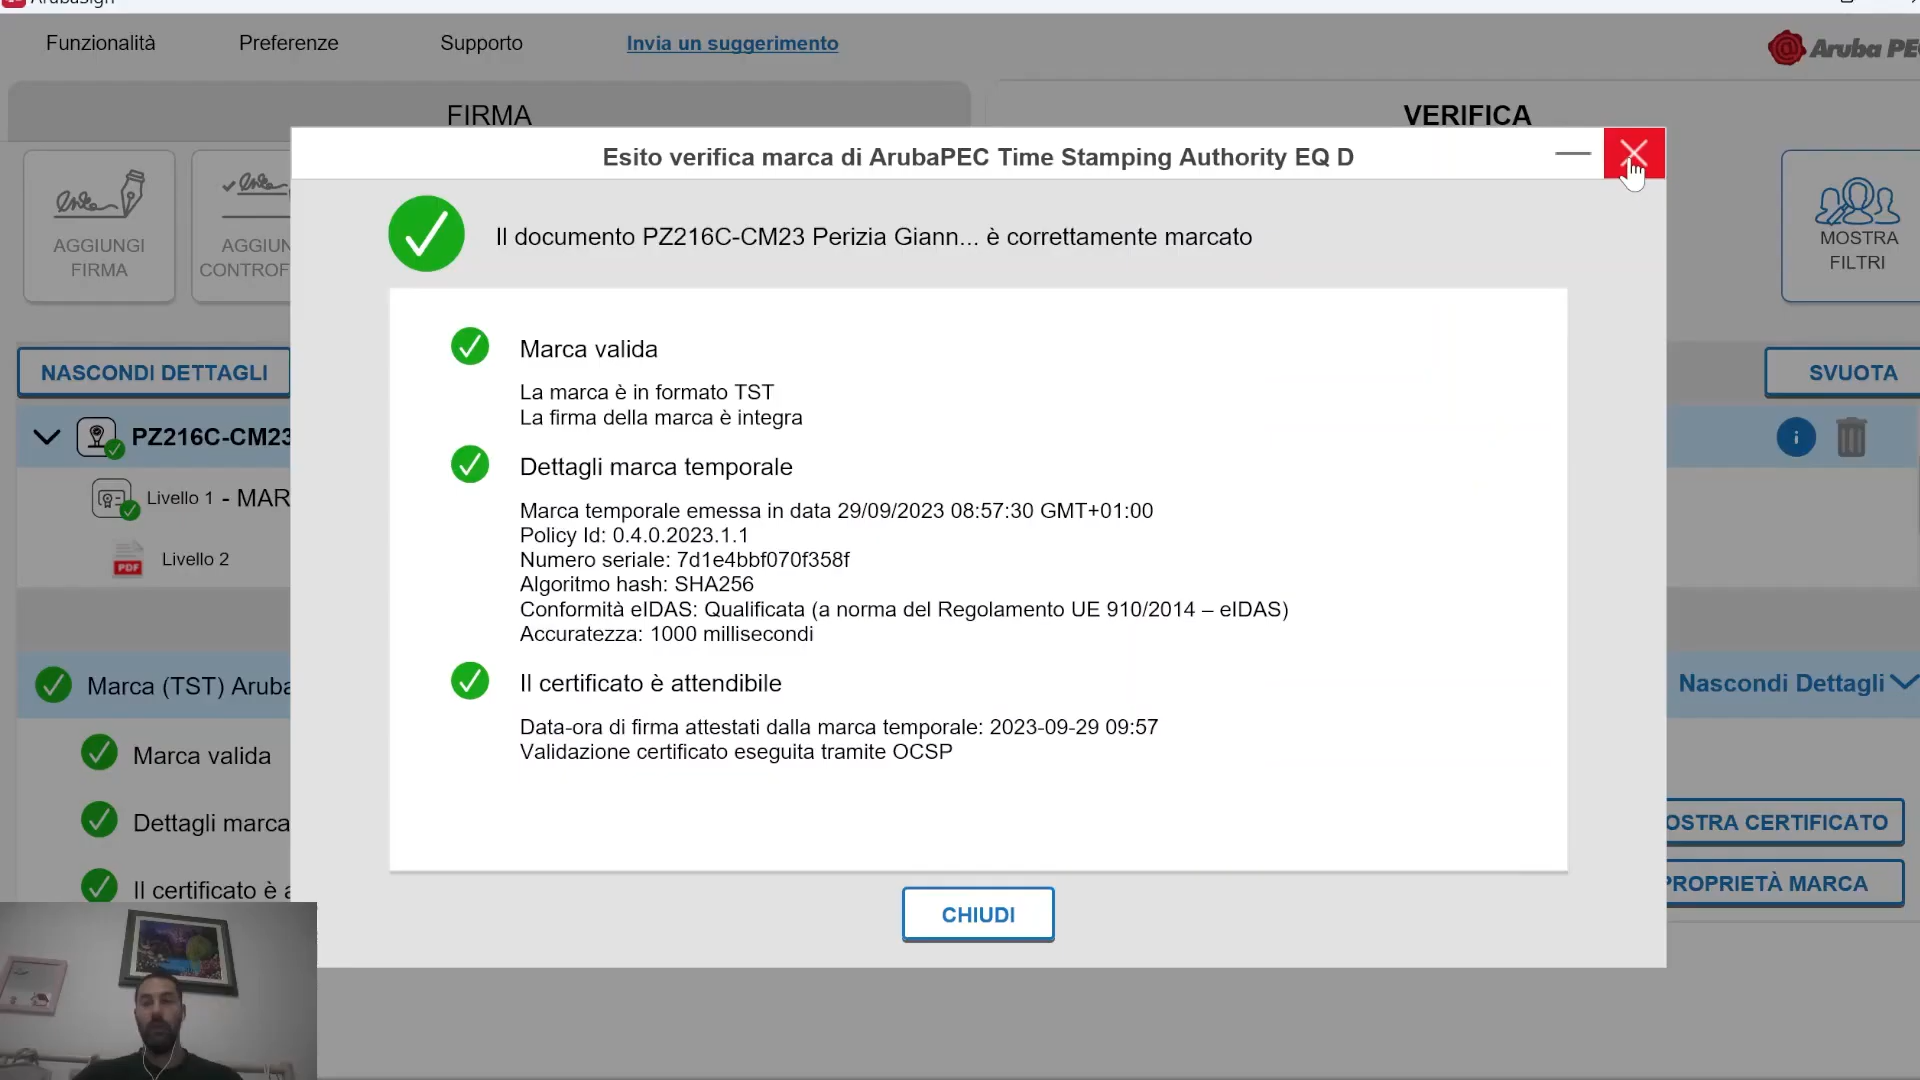 Funzionalità
Preferenze
Supporto
Invia un suggerimento
FIRMA
VERIFICA
AGGIUNGI
FIRMA
Esito verifica marca di ArubaPEC Time Stamping Authority EQ D
Il documento PZ216C-CM23 Perizia Giann... è correttamente marcato
MOSTRA
FILTRI
NASCONDI DETTAGLI
SVUOTA
PZ216C-CM23
Livello 1 - MAR
Livello 2
PDF
Marca valida
La marca è in formato TST
La firma della marca è integra
Dettagli marca temporale
Marca temporale emessa in data 29/09/2023 08:57:30 GMT+01:00
Policy Id: 0.4.0.2023.1.1
Numero seriale: 7d1e4bbf070f358f
Algoritmo hash: SHA256
Conformità eIDAS: Qualificata (a norma del Regolamento UE 910/2014 – eIDAS)
Accuratezza: 1000 millisecondi
Il certificato è attendibile
Data-ora di firma attestati dalla marca temporale: 2023-09-29 09:57
Validazione certificato eseguita tramite OCSP
Marca (TST) Aruba
Nascondi Dettagli
Marca valida
Dettagli marca
Il certificato è a
OSTRA CERTIFICATO
PROPRIETÀ MARCA
CHIUDI
Aruba PEC
AGGIUN
CONTROF